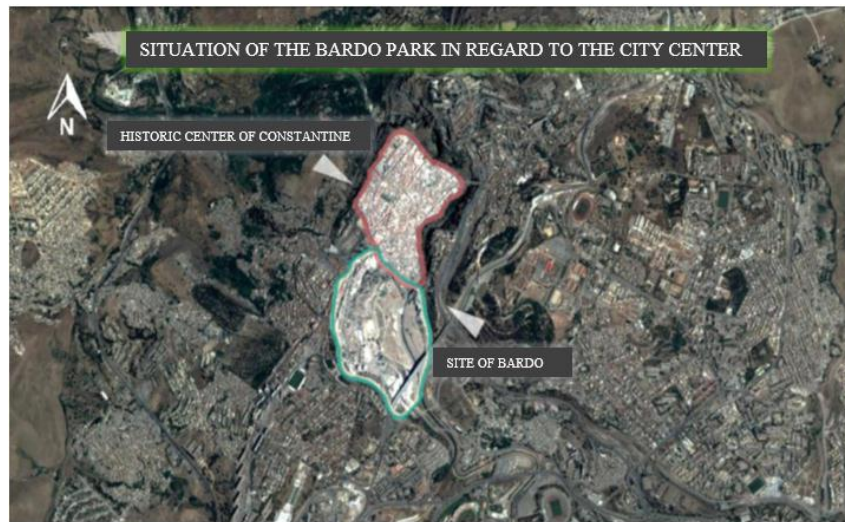 SITUATION OF THE BARDO PARK IN REGARD TO THE CITY CENTER
N
HISTORIC CENTER OF CONSTANTINE
SITE OF BARDO